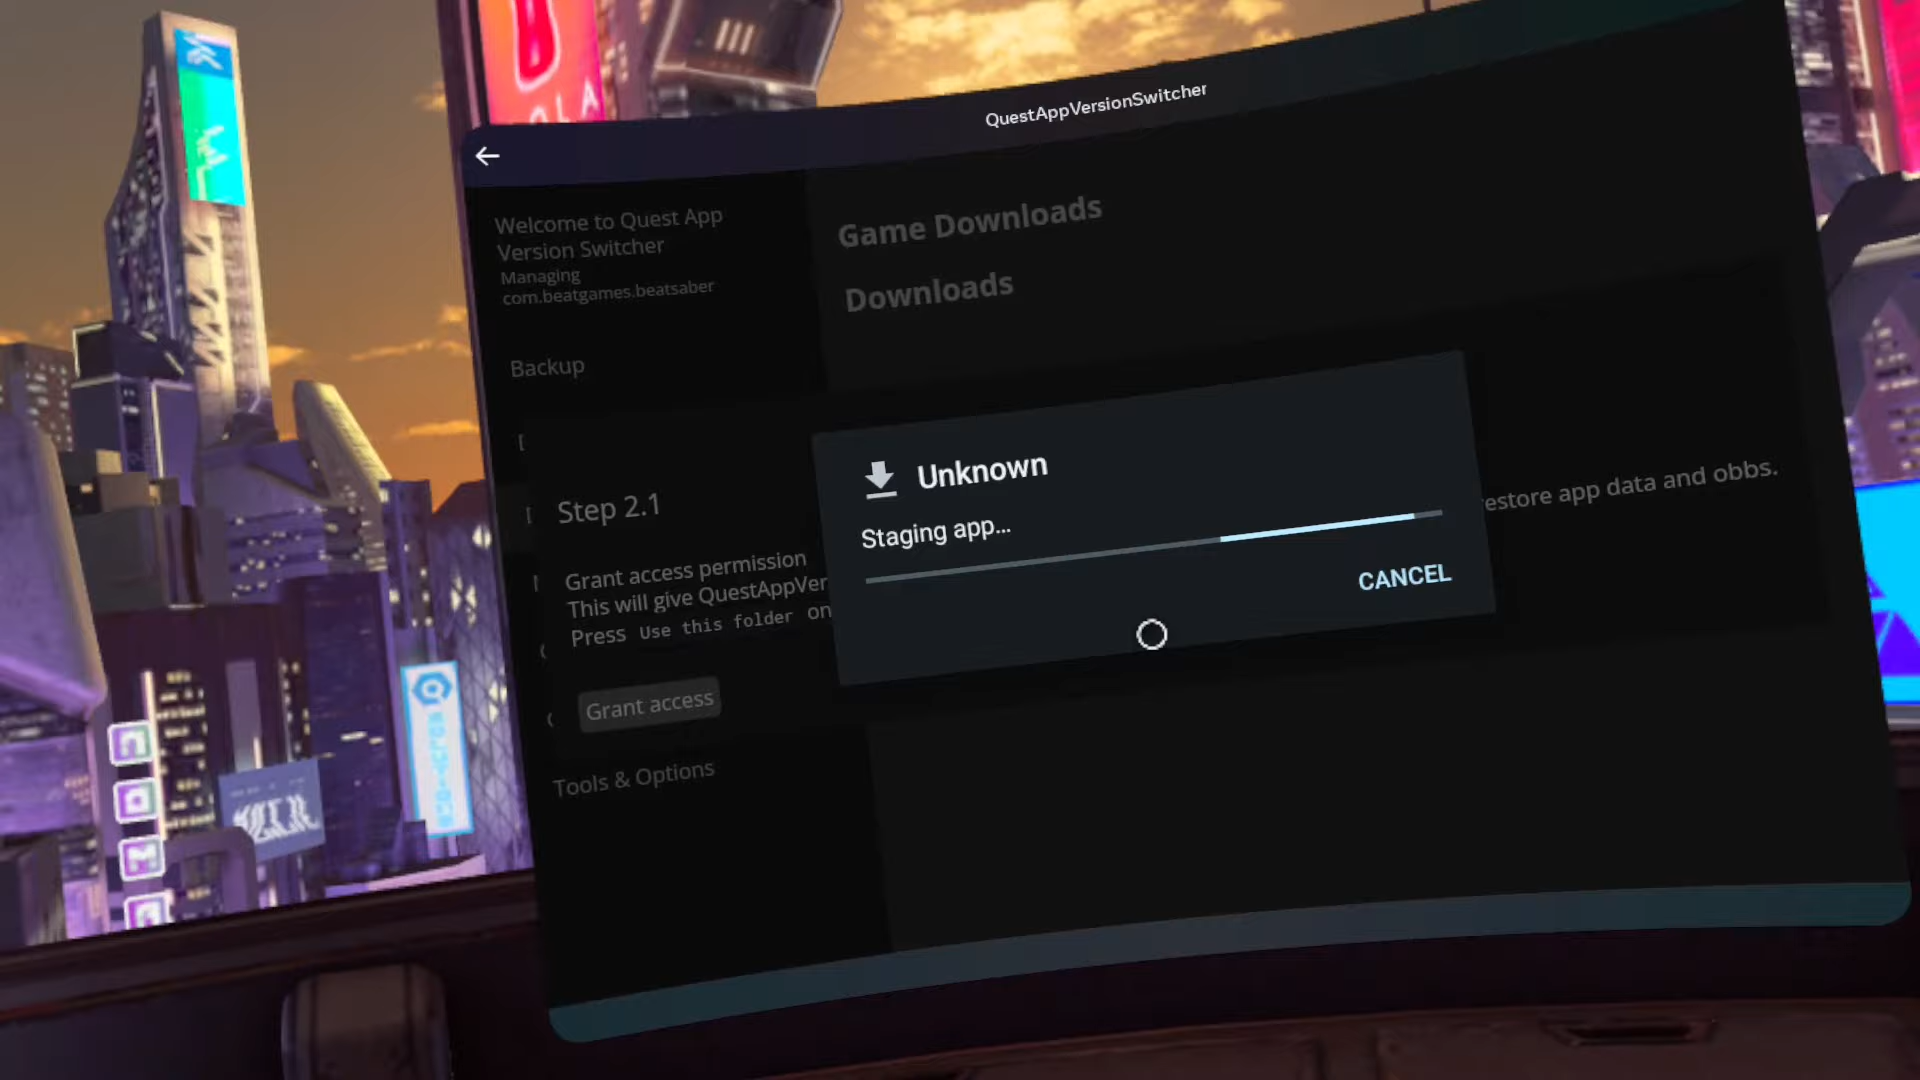 QuestAppVersionSwitcher
Welcome to Quest App
Version Switcher
Managing
com.beatgames.beatsaber
Backup
Game Downloads
Downloads
Step 2.1
Grant access permission
This will give QuestAppVer
Press Use this folder on
Grant access
Tools & Options
Unknown
Staging app...
CANCEL
estore app data and obbs.
OLA